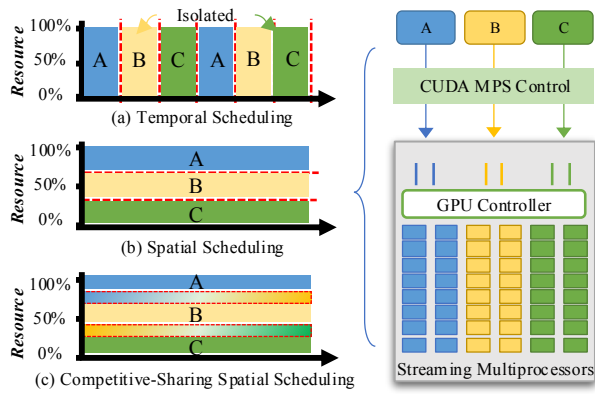 Isolated
Resource
100%
50%
0%
A
B
C
A
B
C
(a) Temporal Scheduling
Resource
100%
50%
0%
A
B
C
(b) Spatial Scheduling
Resource
100%
50%
0%
A
B
C
(c) Competitive-Sharing Spatial Scheduling
A
B
C
CUDA MPS Control
GPU Controller
Streaming Multiprocessors